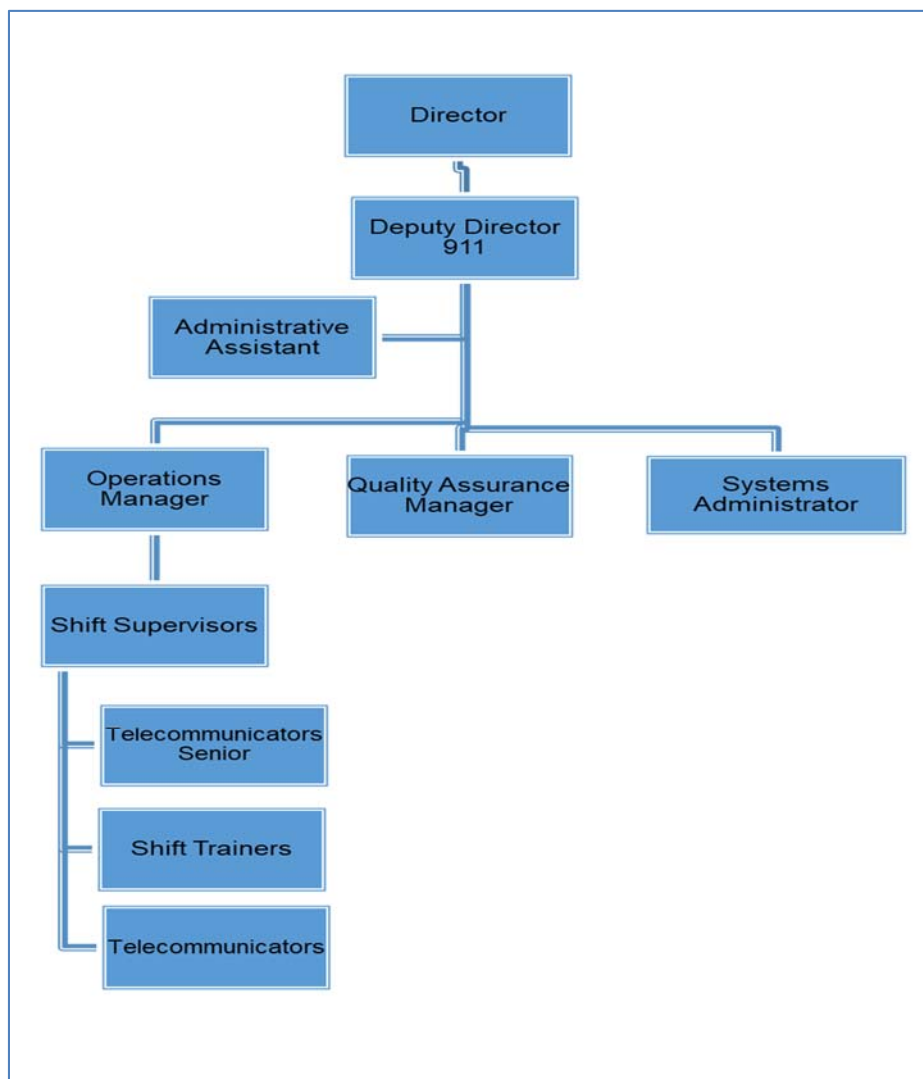 Director
Deputy Director
911
Administrative
Assistant
Operations
Manager
Quality Assurance
Manager
Systems
Administrator
Shift Supervisors
Telecommunicators
Senior
Shift Trainers
Telecommunicators